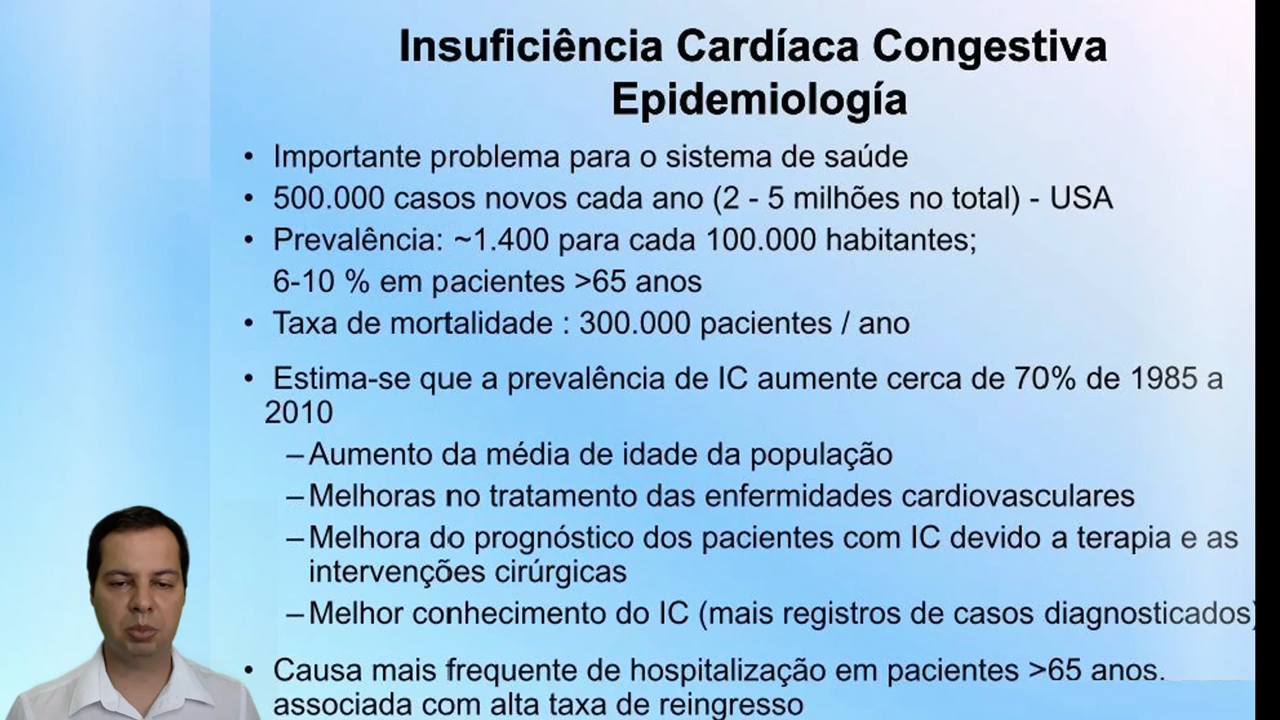 Insuficiência Cardíaca Congestiva
Epidemiología
• Importante problema para o sistema de saúde
• 500.000 casos novos cada ano (2 - 5 milhões no total) - USA
• Prevalência: ~1.400 para cada 100.000 habitantes;
6-10 % em pacientes >65 anos
• Taxa de mortalidade : 300.000 pacientes / ano
• Estima-se que a prevalência de IC aumente cerca de 70% de 1985 a
2010
– Aumento da média de idade da população
– Melhoras no tratamento das enfermidades cardiovasculares
– Melhora do prognóstico dos pacientes com IC devido a terapia e as
intervenções cirúrgicas
– Melhor conhecimento do IC (mais registros de casos diagnosticados)
• Causa mais frequente de hospitalização em pacientes >65 anos.
associada com alta taxa de reingresso